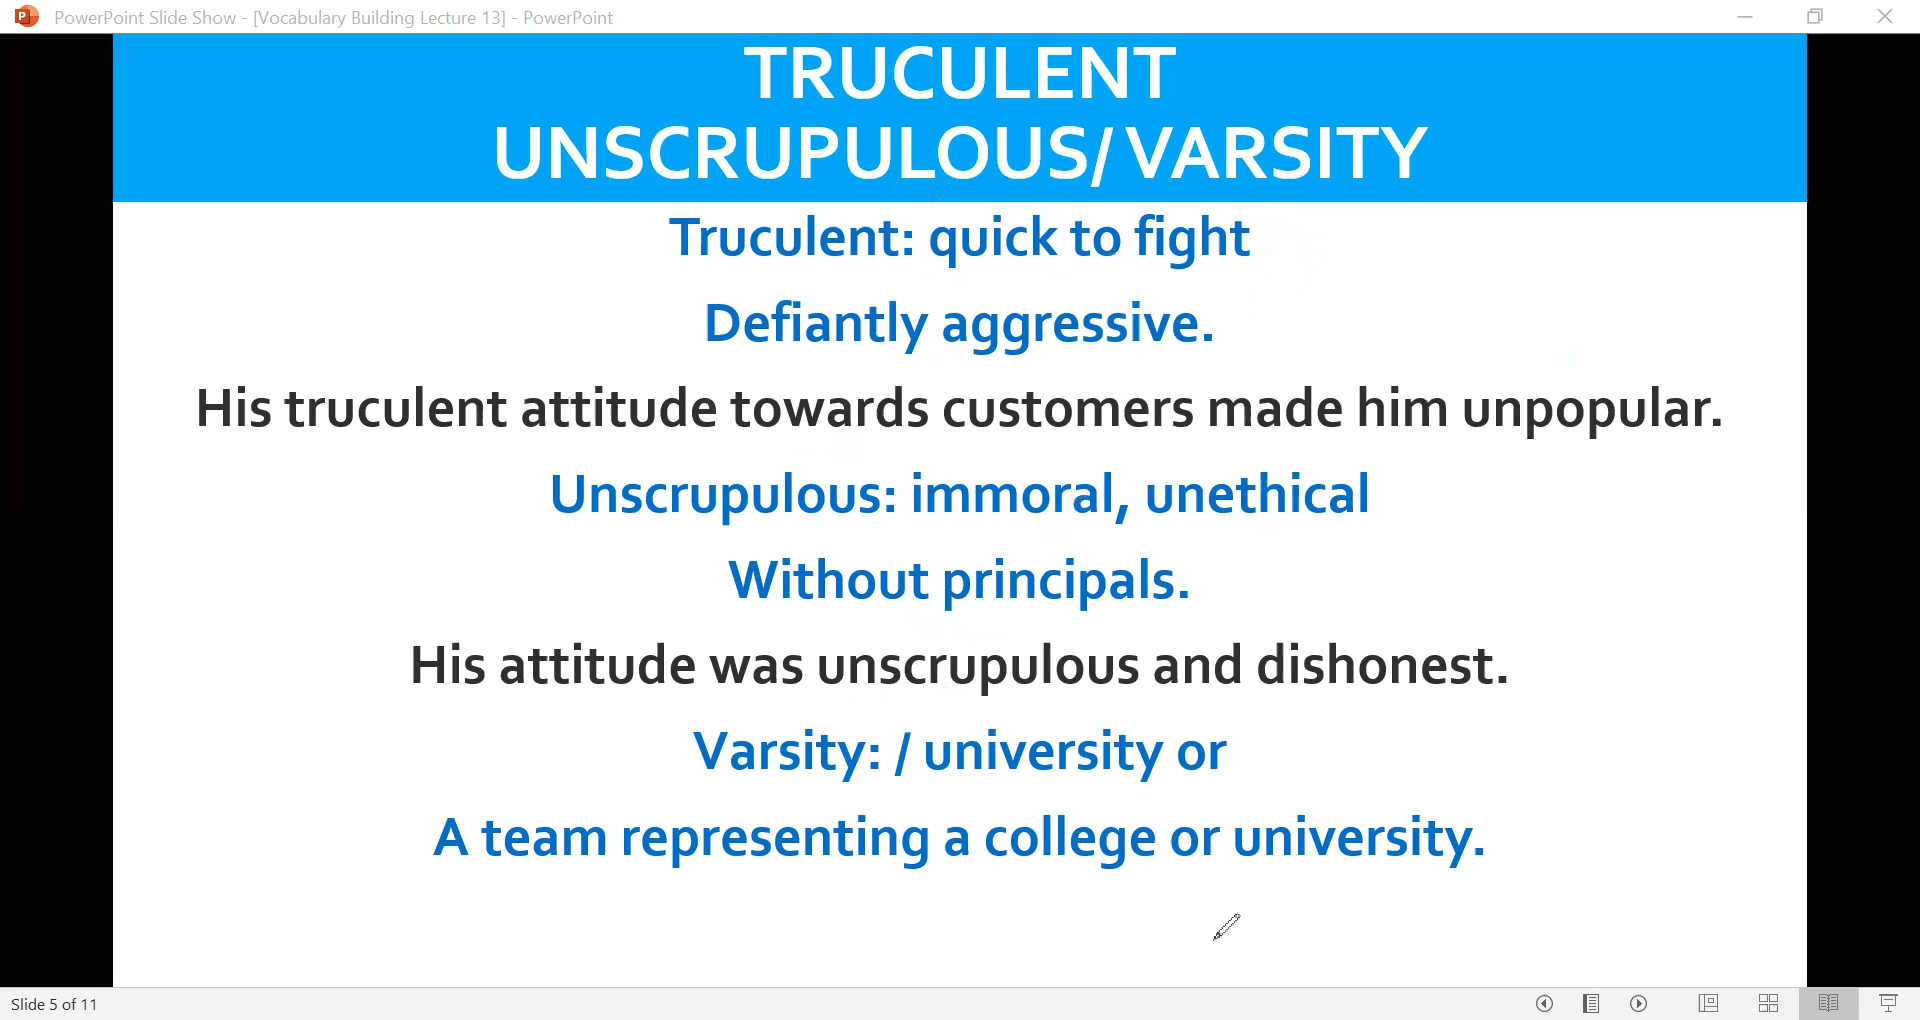 PowerPoint Slide Show - [Vocabulary Building Lecture 13] - PowerPoint
TRUCULENT
UNSCRUPULOUS/ VARSITY
Truculent: quick to fight
Defiantly aggressive.
His truculent attitude towards customers made him unpopular.
Unscrupulous: immoral, unethical
Without principals.
His attitude was unscrupulous and dishonest.
Varsity: / university or
A team representing a college or university.
Slide 5 of 11